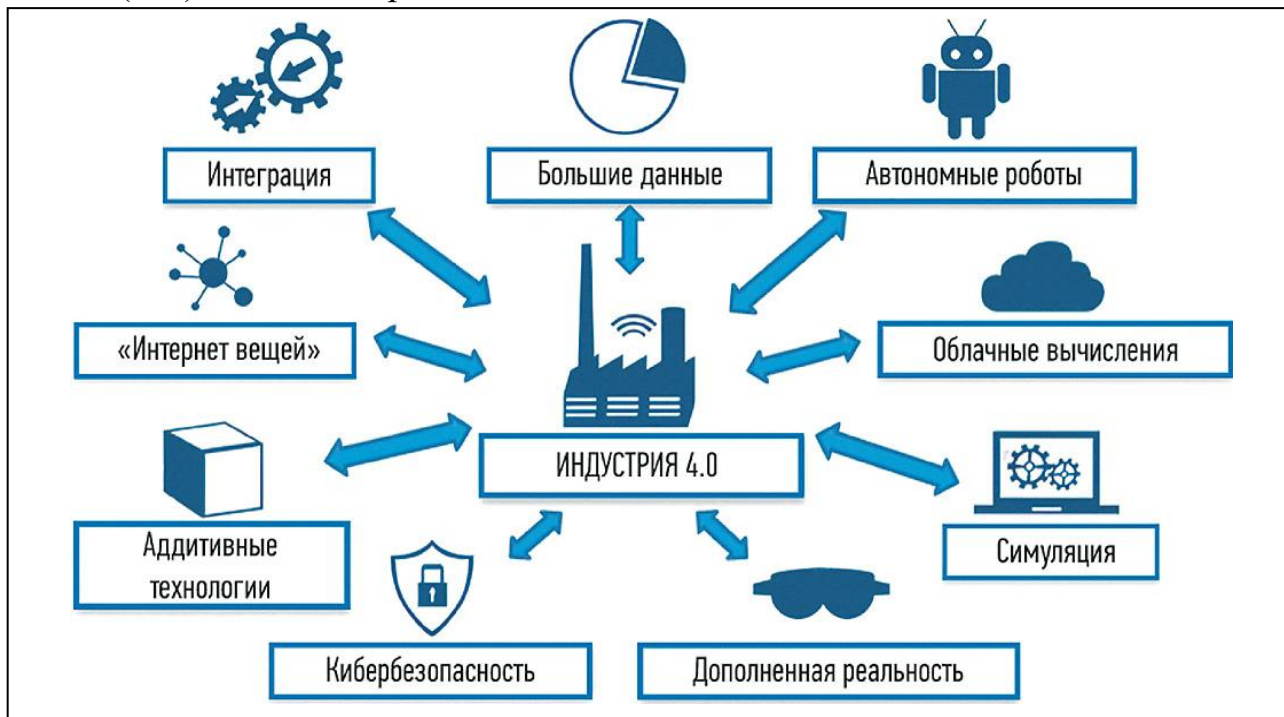 Интеграция
Большие данные
Автономные роботы
«Интернет вещей»
Облачные вычисления
ИНДУСТРИЯ 4.0
Аддитивные
технологии
Симуляция
Кибербезопасность
Дополненная реальность